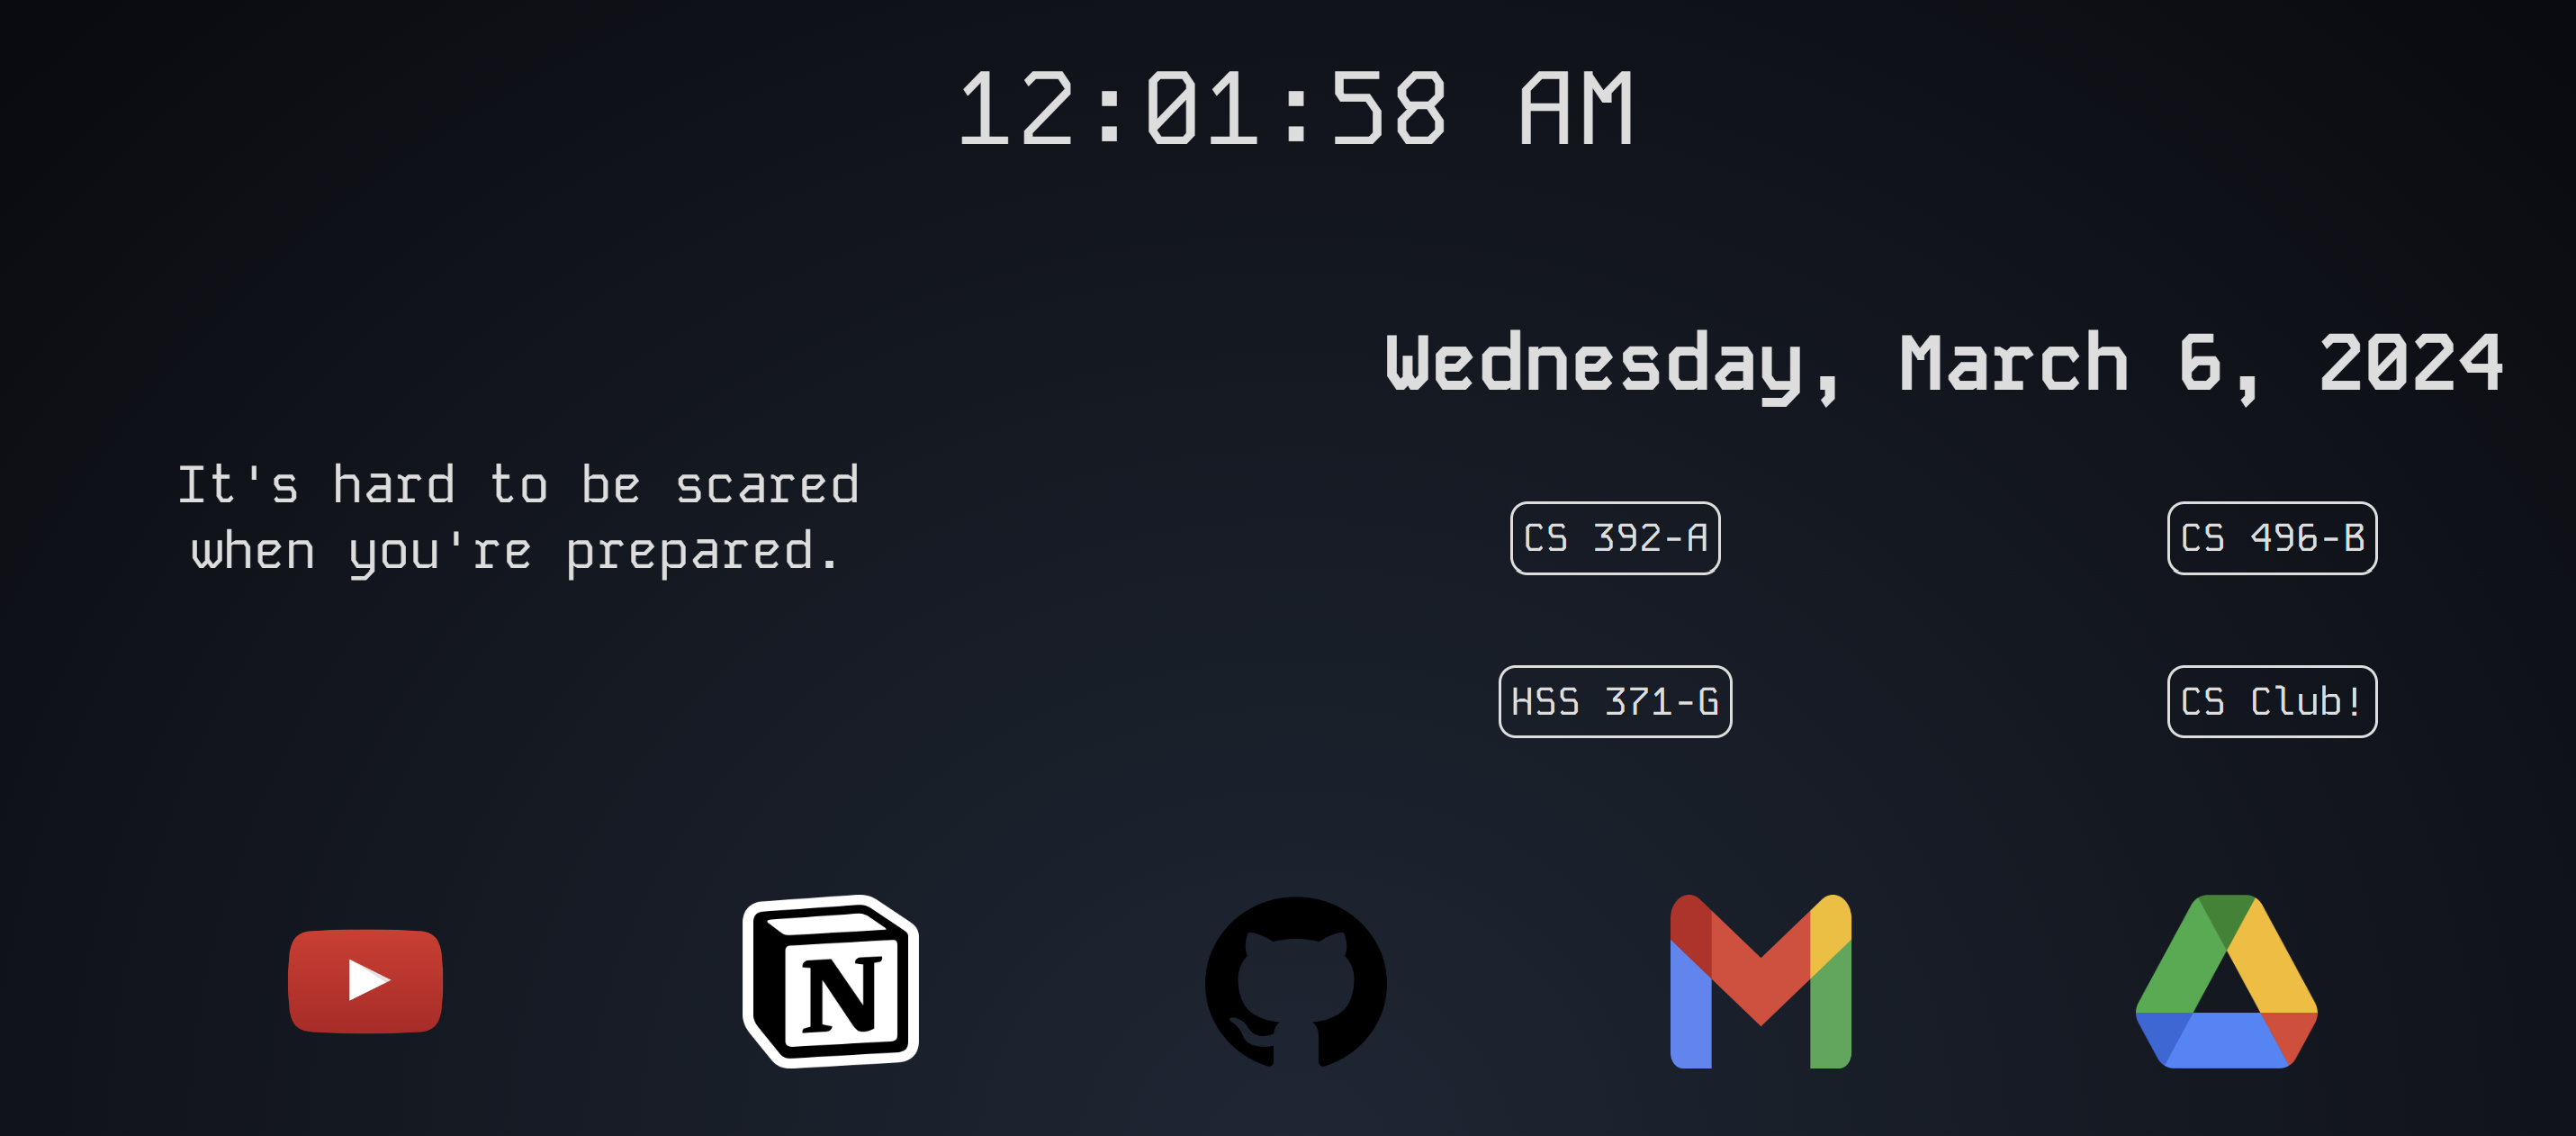 12:01:58 AM
Wednesday, March 6, 2024
It's hard to be scared
when you're prepared.
CS 392-A
CS 496-B
HSS 371-G
CS Club!
N